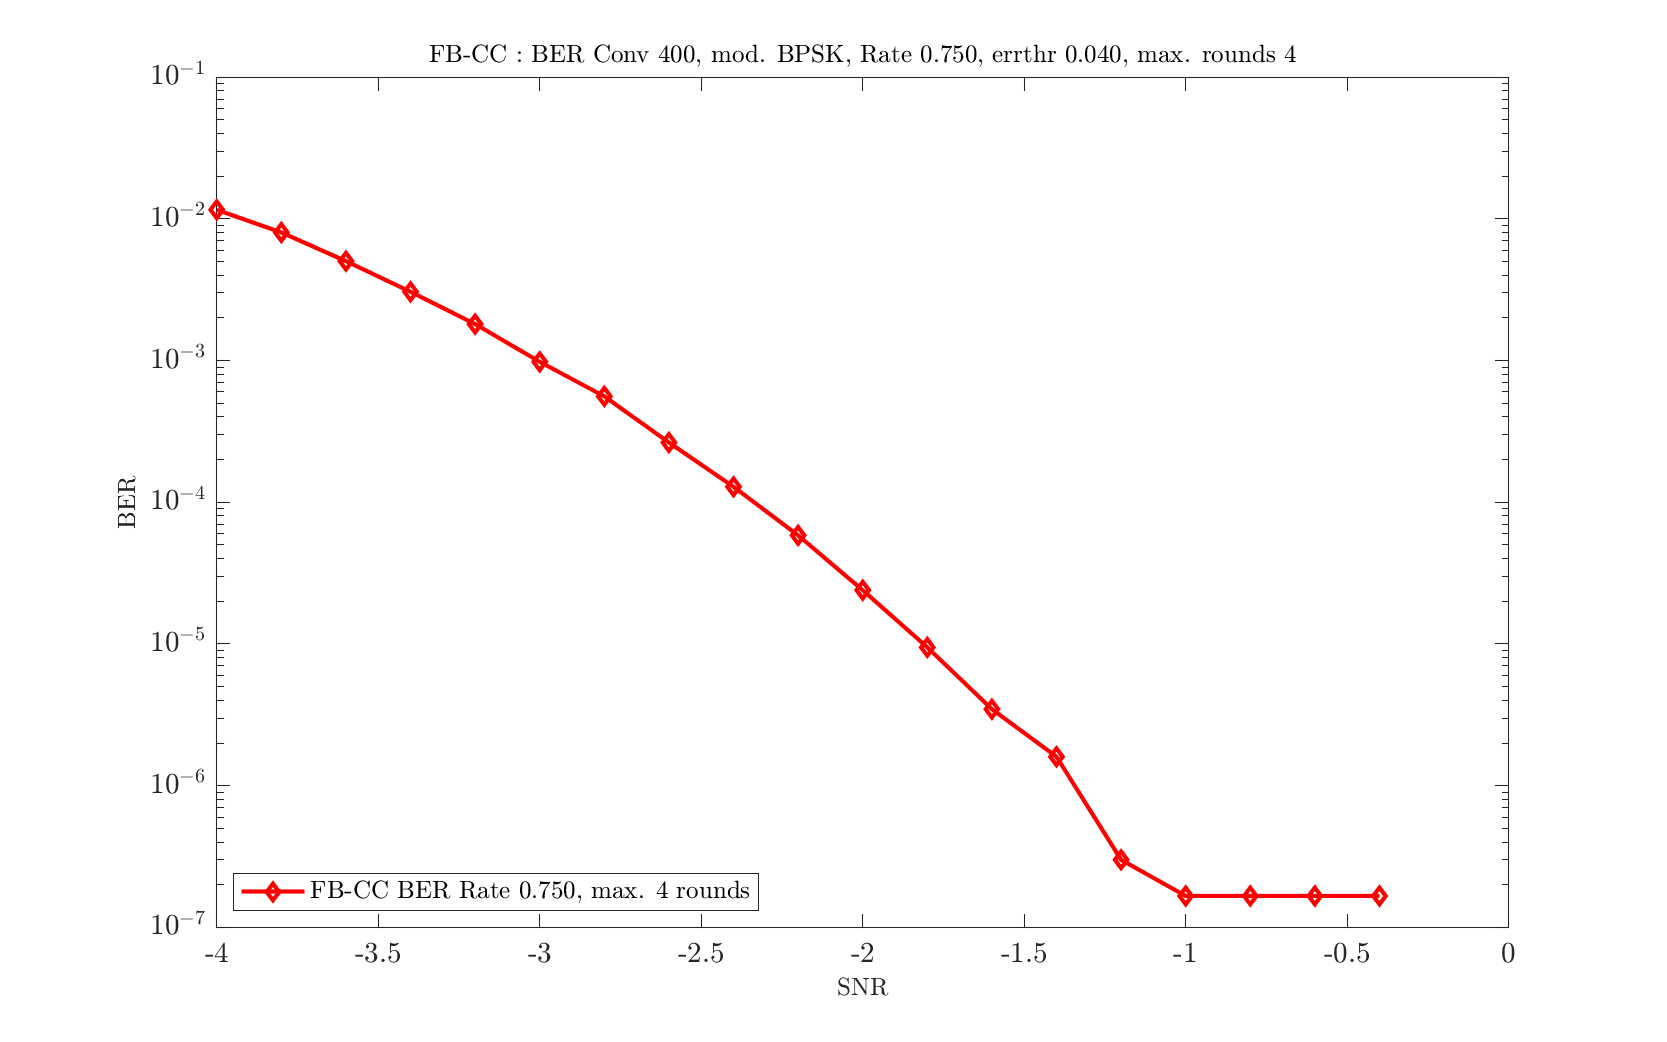 FB-CC : BER Conv 400, mod. BPSK, Rate 0.750, errthr 0.040, max. rounds 4
10⁻¹
10⁻²
10⁻³
10⁻⁴
10⁻⁵
10⁻⁶
10⁻⁷
BER
FB-CC BER Rate 0.750, max. 4 rounds
-4 -3.5 -3 -2.5 -2 -1.5 -1 -0.5 0
SNR